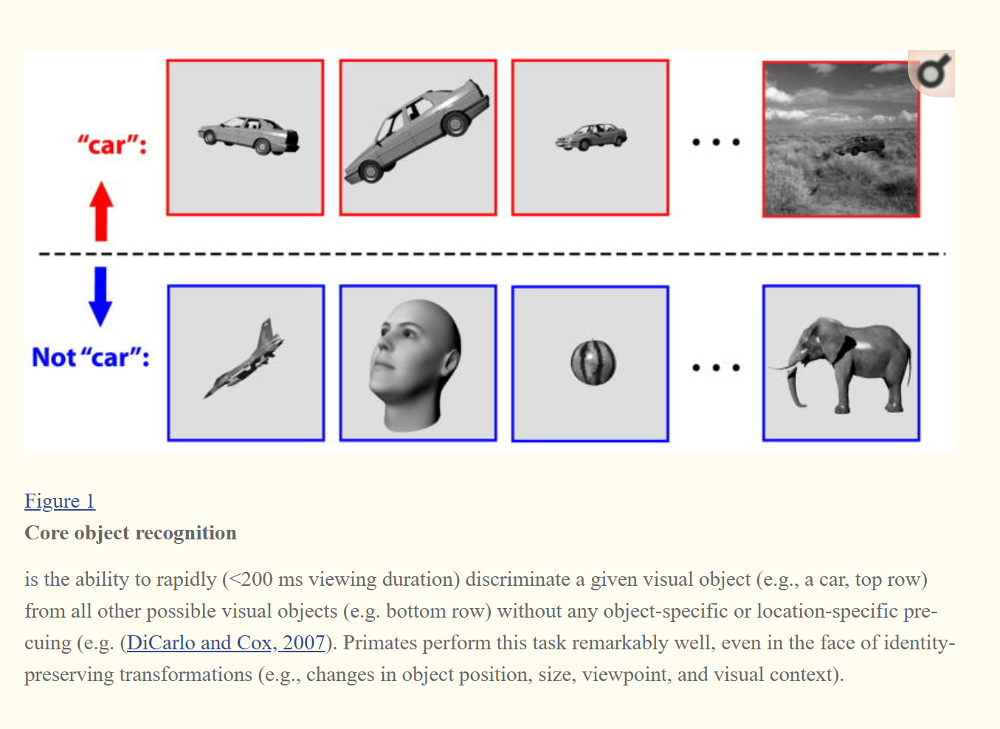 “car”:
Not “car”:
Figure 1
Core object recognition
is the ability to rapidly (<200 ms viewing duration) discriminate a given visual object (e.g., a car, top row)
from all other possible visual objects (e.g. bottom row) without any object-specific or location-specific pre-
cuing (e.g. (DiCarlo and Cox, 2007). Primates perform this task remarkably well, even in the face of identity-
preserving transformations (e.g., changes in object position, size, viewpoint, and visual context).